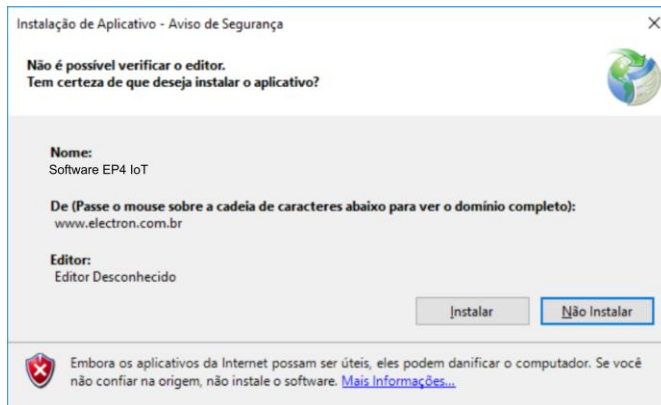 Instalação de Aplicativo - Aviso de Segurança
Não é possível verificar o editor.
Tem certeza de que deseja instalar o aplicativo?
Nome:
Software EP4 IoT
De (Passe o mouse sobre a cadeia de caracteres abaixo para ver o domínio completo):
www.electron.com.br
Editor:
Editor Desconhecido
Instalar
Não Instalar
Embora os aplicativos da Internet possam ser úteis, eles podem danificar o computador. Se você
não confiar na origem, não instale o software. Mais Informações...